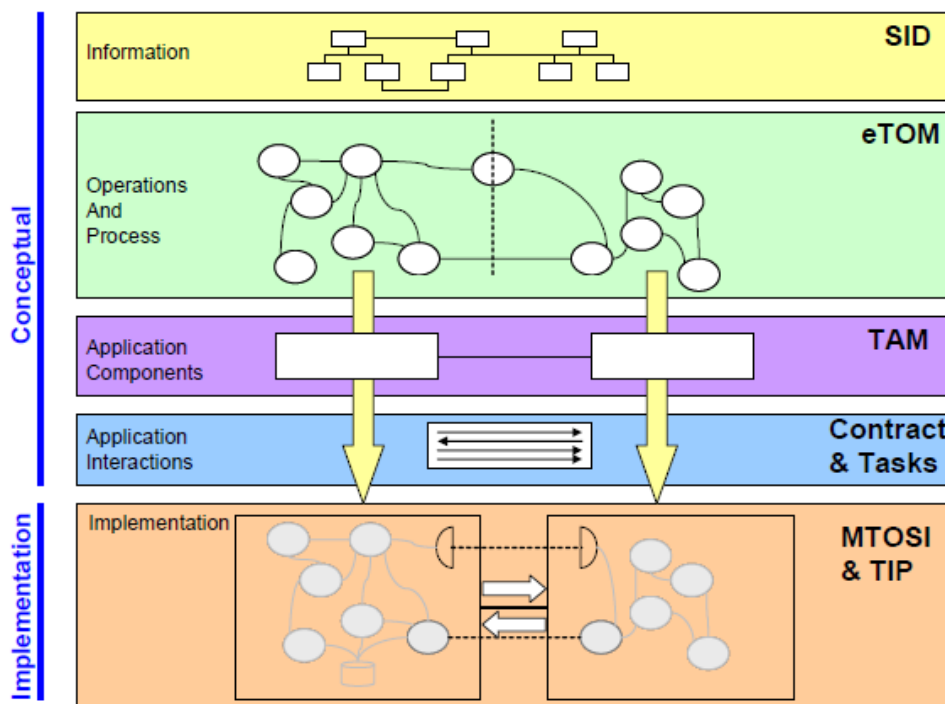 Conceptual
Information
SID
eTOM
Operations
And
Process
Application
Components
TAM
Application
Interactions
Contract
& Tasks
Implementation
Implementation
MTOSI
& TIP